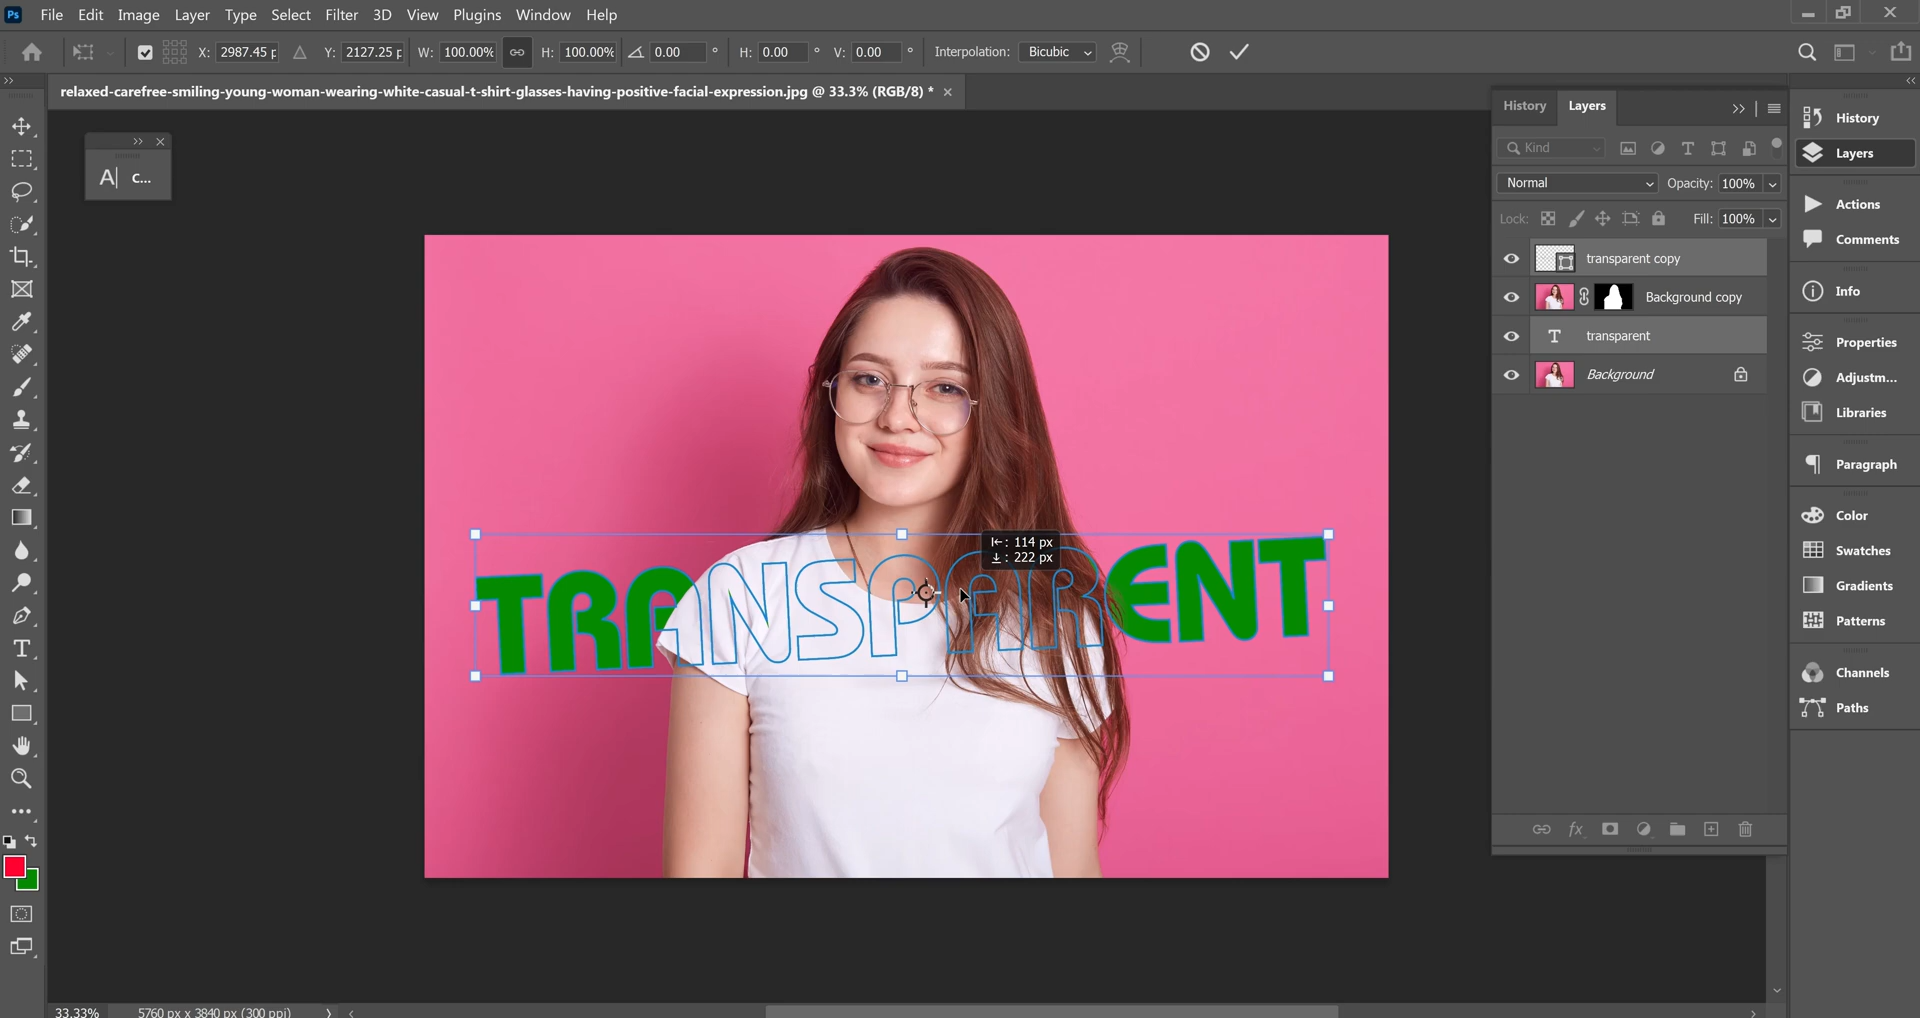 Ps File Edit Image Layer Type Select Filter 3D View Plugins Window Help
X: 2987.45 p Y: 2127.25 p W: 100.00% H: 100.00% 0.00 ° H: 0.00 ° V: 0.00 ° Interpolation: Bicubic
relaxed-carefree-smiling-young-woman-wearing-white-casual-t-shirt-glasses-having-positive-facial-expression.jpg @ 33.3% (RGB/8) * ×
A| C...
History Layers
Kind
Normal Opacity: 100%
Lock: Fill: 100%
transparent copy
Background copy
T transparent
Background
fx
History
Layers
Actions
Comments
Info
Properties
Adjustm...
Libraries
Paragraph
Color
Swatches
Gradients
Patterns
Channels
Paths
: 114 px
: 222 px
TRANSPARENT
33.33% 5760 px x 3840 px (300 ppi)